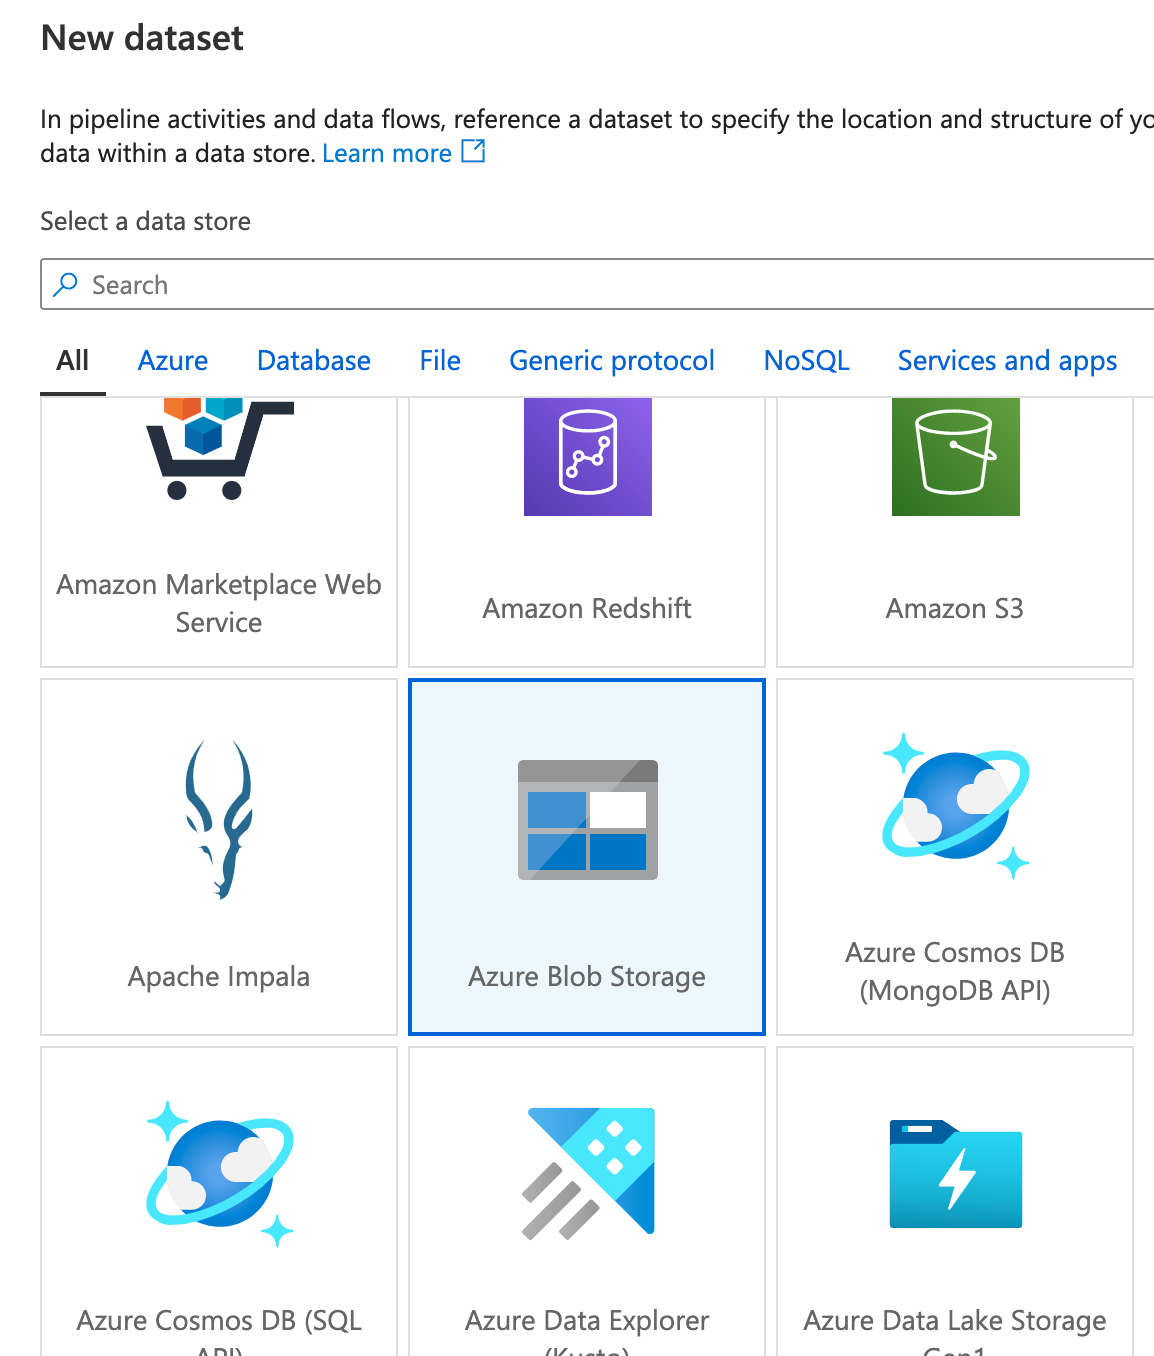 New dataset
In pipeline activities and data flows, reference a dataset to specify the location and structure of yo
data within a data store. Learn more
Select a data store
Search
All Azure Database File Generic protocol NoSQL Services and apps
Amazon Marketplace Web
Service
Amazon Redshift
Amazon S3
Apache Impala
Azure Blob Storage
Azure Cosmos DB
(MongoDB API)
Azure Cosmos DB (SQL
API)
Azure Data Explorer
(Kusto)
Azure Data Lake Storage
Gen1